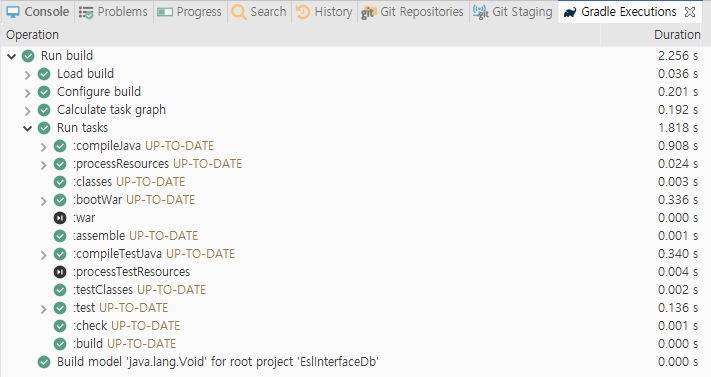 Console Problems Progress Search History Git Repositories Git Staging Gradle Executions
Operation Duration
Run build 2.256 s
Load build 0.036 s
Configure build 0.201 s
Calculate task graph 0.192 s
Run tasks 1.818 s
:compileJava UP-TO-DATE 0.908 s
:processResources UP-TO-DATE 0.024 s
:classes UP-TO-DATE 0.003 s
:bootWar UP-TO-DATE 0.336 s
:war 0.000 s
:assemble UP-TO-DATE 0.001 s
:compileTestJava UP-TO-DATE 0.340 s
:processTestResources 0.004 s
:testClasses UP-TO-DATE 0.002 s
:test UP-TO-DATE 0.136 s
:check UP-TO-DATE 0.001 s
:build UP-TO-DATE 0.000 s
Build model 'java.lang.Void' for root project 'EslInterfaceDb' 0.000 s